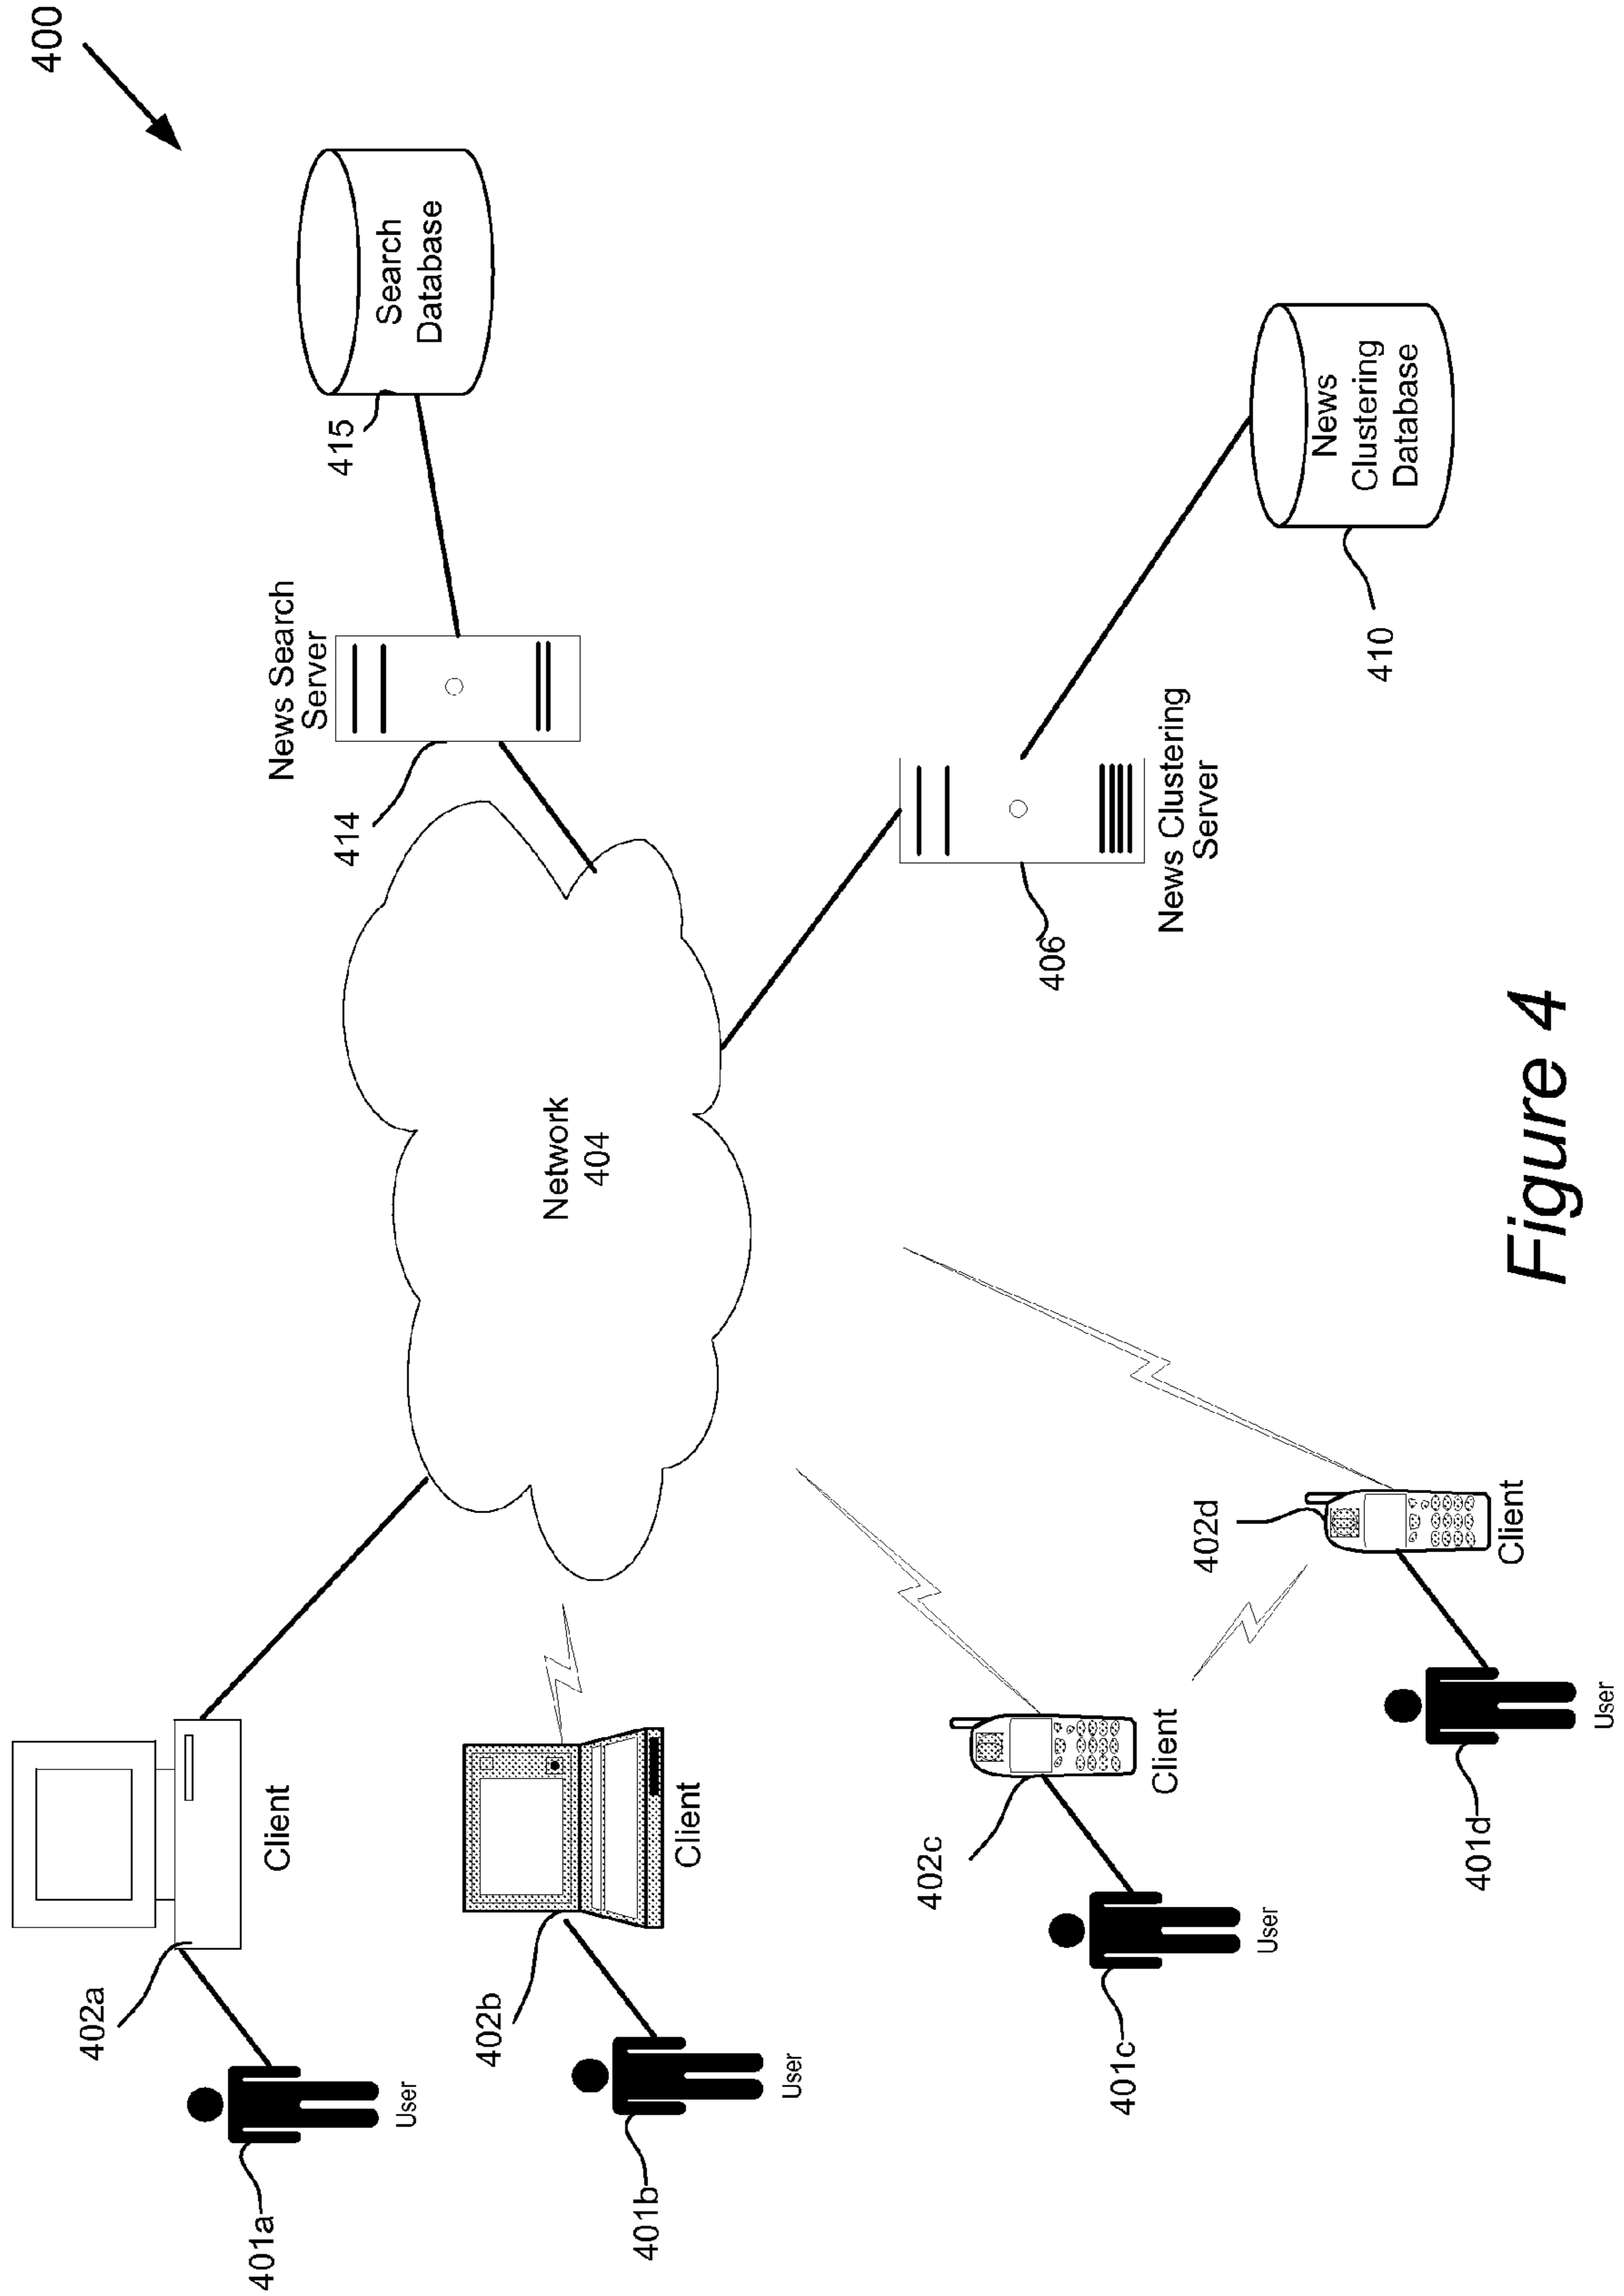 400
Search
Database
415
News Search
Server
414
Network
404
News
Clustering
Database
410
News Clustering
Server
406
Client
402a
401a
User
Client
402b
401b
User
Client
402c
401c
User
Client
402d
401d
User
Figure 4